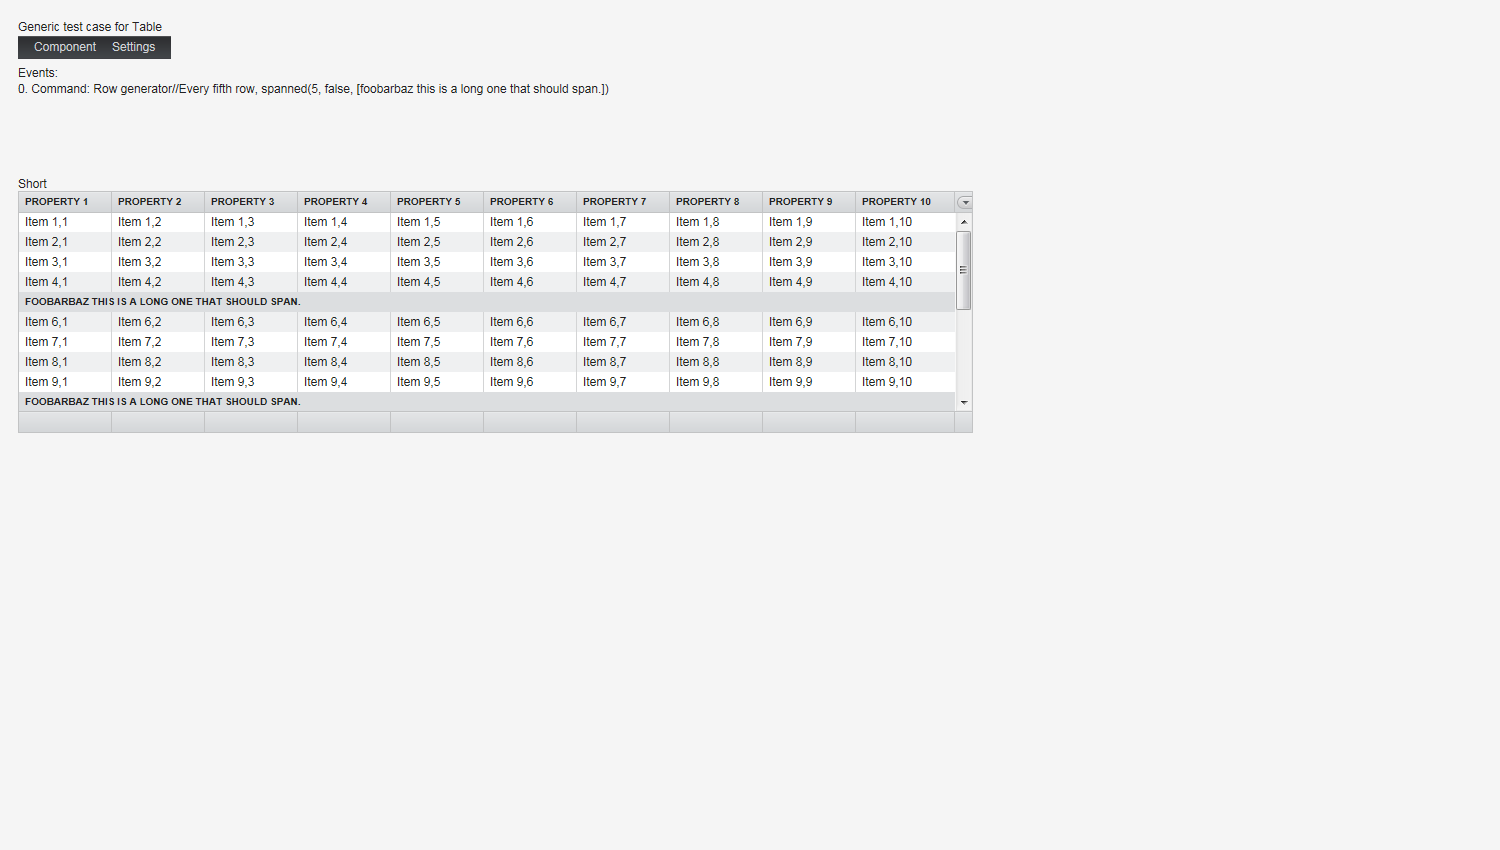 Generic test case for Table
Component Settings
Events:
0. Command: Row generator//Every fifth row, spanned(5, false, [foobarbaz this is a long one that should span.])
Short
PROPERTY 1 PROPERTY 2 PROPERTY 3 PROPERTY 4 PROPERTY 5 PROPERTY 6 PROPERTY 7 PROPERTY 8 PROPERTY 9 PROPERTY 10
Item 1,1 Item 1,2 Item 1,3 Item 1,4 Item 1,5 Item 1,6 Item 1,7 Item 1,8 Item 1,9 Item 1,10
Item 2,1 Item 2,2 Item 2,3 Item 2,4 Item 2,5 Item 2,6 Item 2,7 Item 2,8 Item 2,9 Item 2,10
Item 3,1 Item 3,2 Item 3,3 Item 3,4 Item 3,5 Item 3,6 Item 3,7 Item 3,8 Item 3,9 Item 3,10
Item 4,1 Item 4,2 Item 4,3 Item 4,4 Item 4,5 Item 4,6 Item 4,7 Item 4,8 Item 4,9 Item 4,10
FOOBARBAZ THIS IS A LONG ONE THAT SHOULD SPAN.
Item 6,1 Item 6,2 Item 6,3 Item 6,4 Item 6,5 Item 6,6 Item 6,7 Item 6,8 Item 6,9 Item 6,10
Item 7,1 Item 7,2 Item 7,3 Item 7,4 Item 7,5 Item 7,6 Item 7,7 Item 7,8 Item 7,9 Item 7,10
Item 8,1 Item 8,2 Item 8,3 Item 8,4 Item 8,5 Item 8,6 Item 8,7 Item 8,8 Item 8,9 Item 8,10
Item 9,1 Item 9,2 Item 9,3 Item 9,4 Item 9,5 Item 9,6 Item 9,7 Item 9,8 Item 9,9 Item 9,10
FOOBARBAZ THIS IS A LONG ONE THAT SHOULD SPAN.